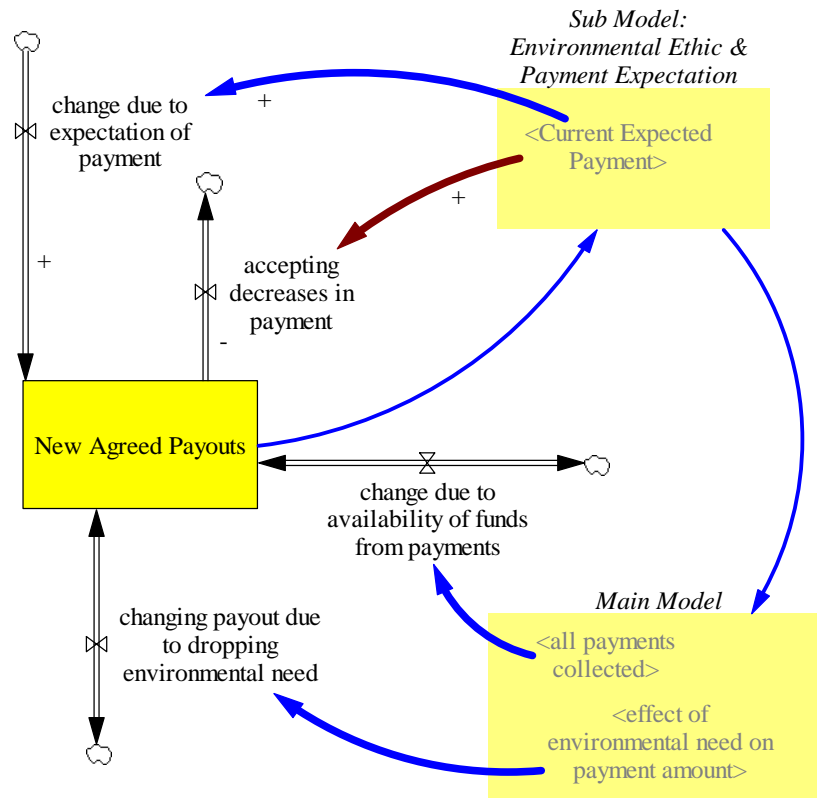 Sub Model:
Environmental Ethic &
Payment Expectation
change due to
expectation of
payment
+
<Current Expected
Payment>
+
+
accepting
decreases in
payment
-
New Agreed Payouts
change due to
availability of funds
from payments
changing payout due
to dropping
environmental need
Main Model
<all payments
collected>
<effect of
environmental need on
payment amount>